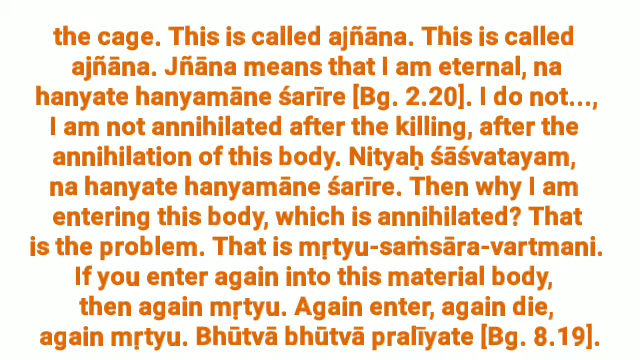 the cage. This is called ajñāna. This is called
ajñāna. Jñāna means that I am eternal, na
hanyate hanyamāne śarīre [Bg. 2.20]. I do not...,
I am not annihilated after the killing, after the
annihilation of this body. Nityaḥ śāśvatayam,
na hanyate hanyamāne śarīre. Then why I am
entering this body, which is annihilated? That
is the problem. That is mṛtyu-saṁsāra-vartmani.
If you enter again into this material body,
then again mṛtyu. Again enter, again die,
again mṛtyu. Bhūtvā bhūtvā pralīyate [Bg. 8.19].